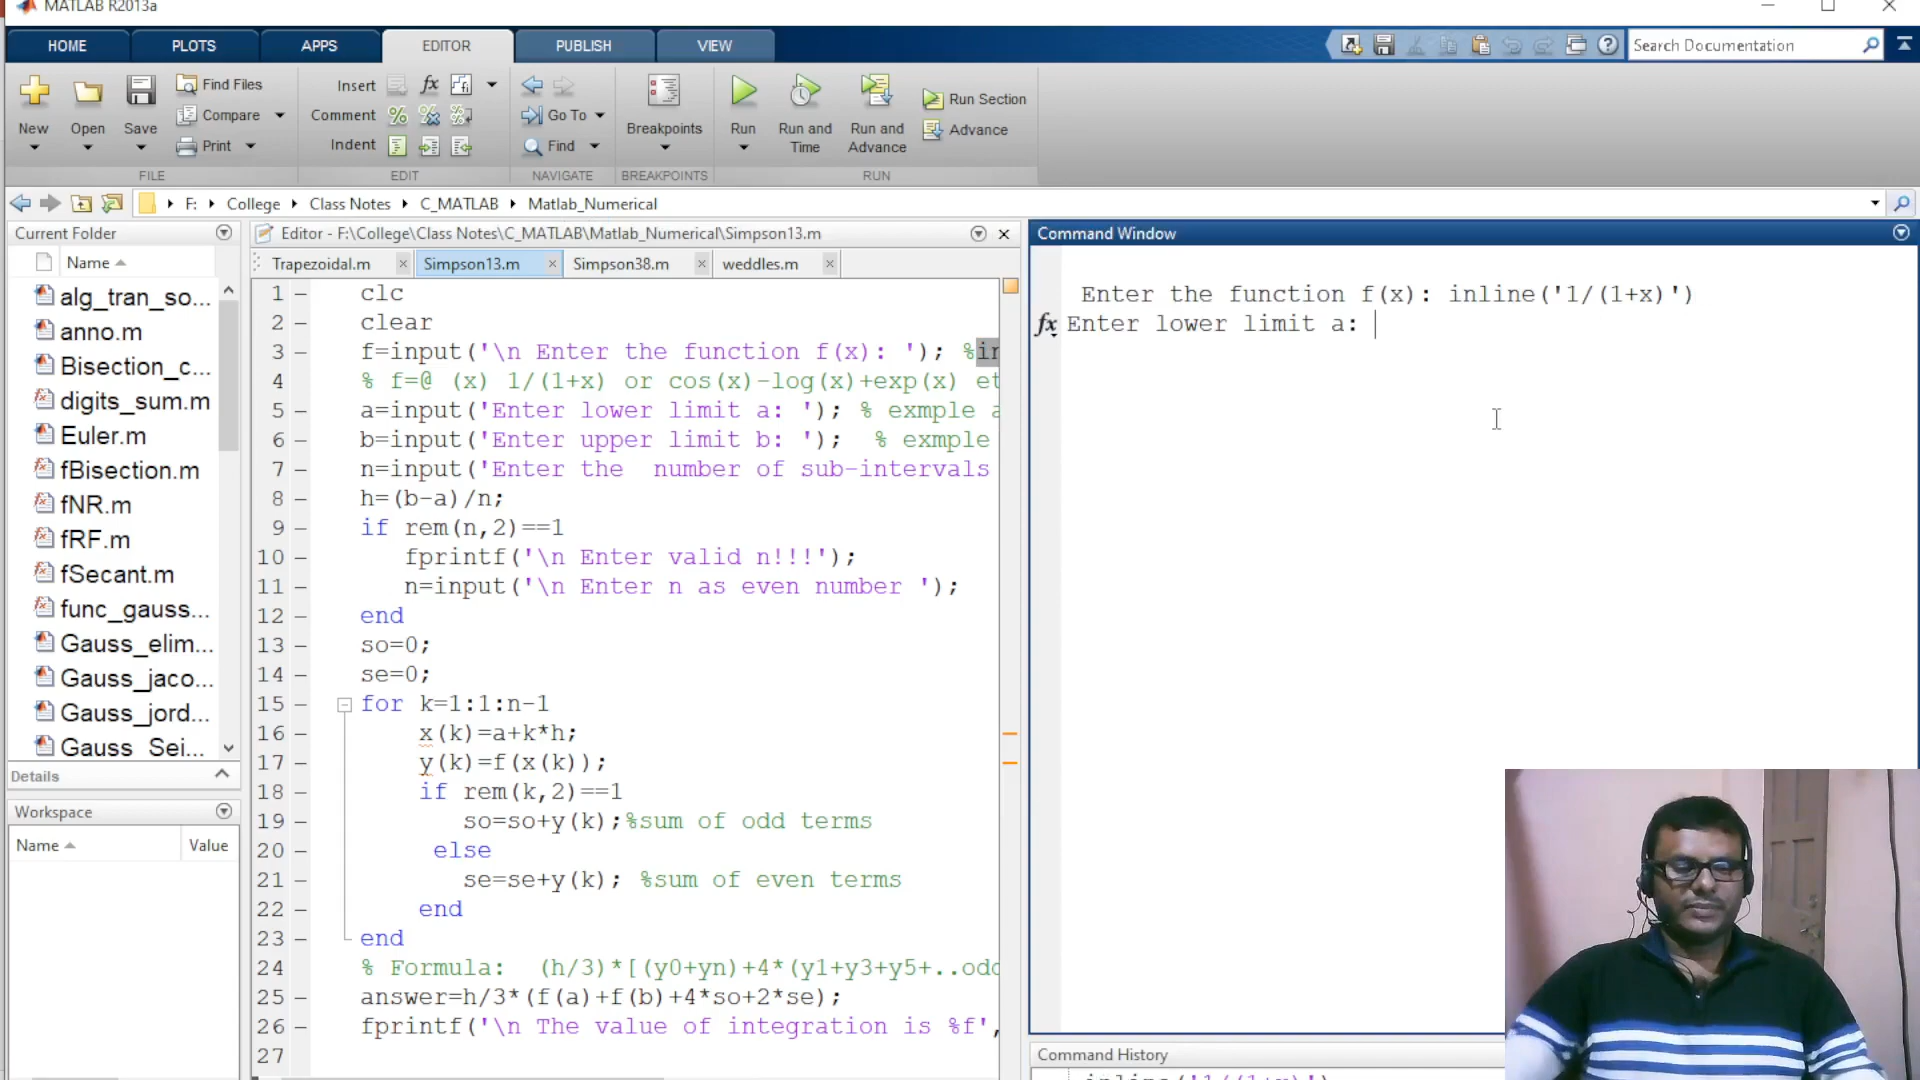 MATLAB R2013a
HOME
PLOTS
APPS
EDITOR
PUBLISH
VIEW
Search Documentation
New
Open
Save
Find Files
Compare
Print
FILE
Insert
Comment
Indent
fx
EDIT
Go To
Find
NAVIGATE
Breakpoints
BREAKPOINTS
Run
Run and Time
Run and Advance
Run Section
Advance
RUN
F: College Class Notes C_MATLAB Matlab_Numerical
Current Folder
Name
alg_tran_so...
anno.m
Bisection_c...
digits_sum.m
Euler.m
fBisection.m
fNR.m
fRF.m
fSecant.m
func_gauss...
Gauss_elim...
Gauss_jaco...
Gauss_jord...
Gauss_Sei...
Details
Workspace
Name Value
Editor - F:\College\Class Notes\C_MATLAB\Matlab_Numerical\Simpson13.m
Trapezoidal.m
Simpson13.m
Simpson38.m
weddles.m
1 clc
2 clear
3 f=input('\n Enter the function f(x): '); %in
4 % f=@ (x) 1/(1+x) or cos(x)-log(x)+exp(x) et
5 a=input('Enter lower limit a: '); % exmple a
6 b=input('Enter upper limit b: ');  % exmple
7 n=input('Enter the  number of sub-intervals
8 h=(b-a)/n;
9 if rem(n,2)==1
10 fprintf('\n Enter valid n!!!');
11 n=input('\n Enter n as even number ');
12 end
13 so=0;
14 se=0;
15 for k=1:1:n-1
16 x(k)=a+k*h;
17 y(k)=f(x(k));
18 if rem(k,2)==1
19 so=so+y(k);%sum of odd terms
20 else
21 se=se+y(k); %sum of even terms
22 end
23 end
24 % Formula:  (h/3)*[(y0+yn)+4*(y1+y3+y5+..odd
25 answer=h/3*(f(a)+f(b)+4*so+2*se);
26 fprintf('\n The value of integration is %f',
27
Command Window
Enter the function f(x): inline('1/(1+x)')
fx Enter lower limit a:
Command History
inline('1/(1+x)')